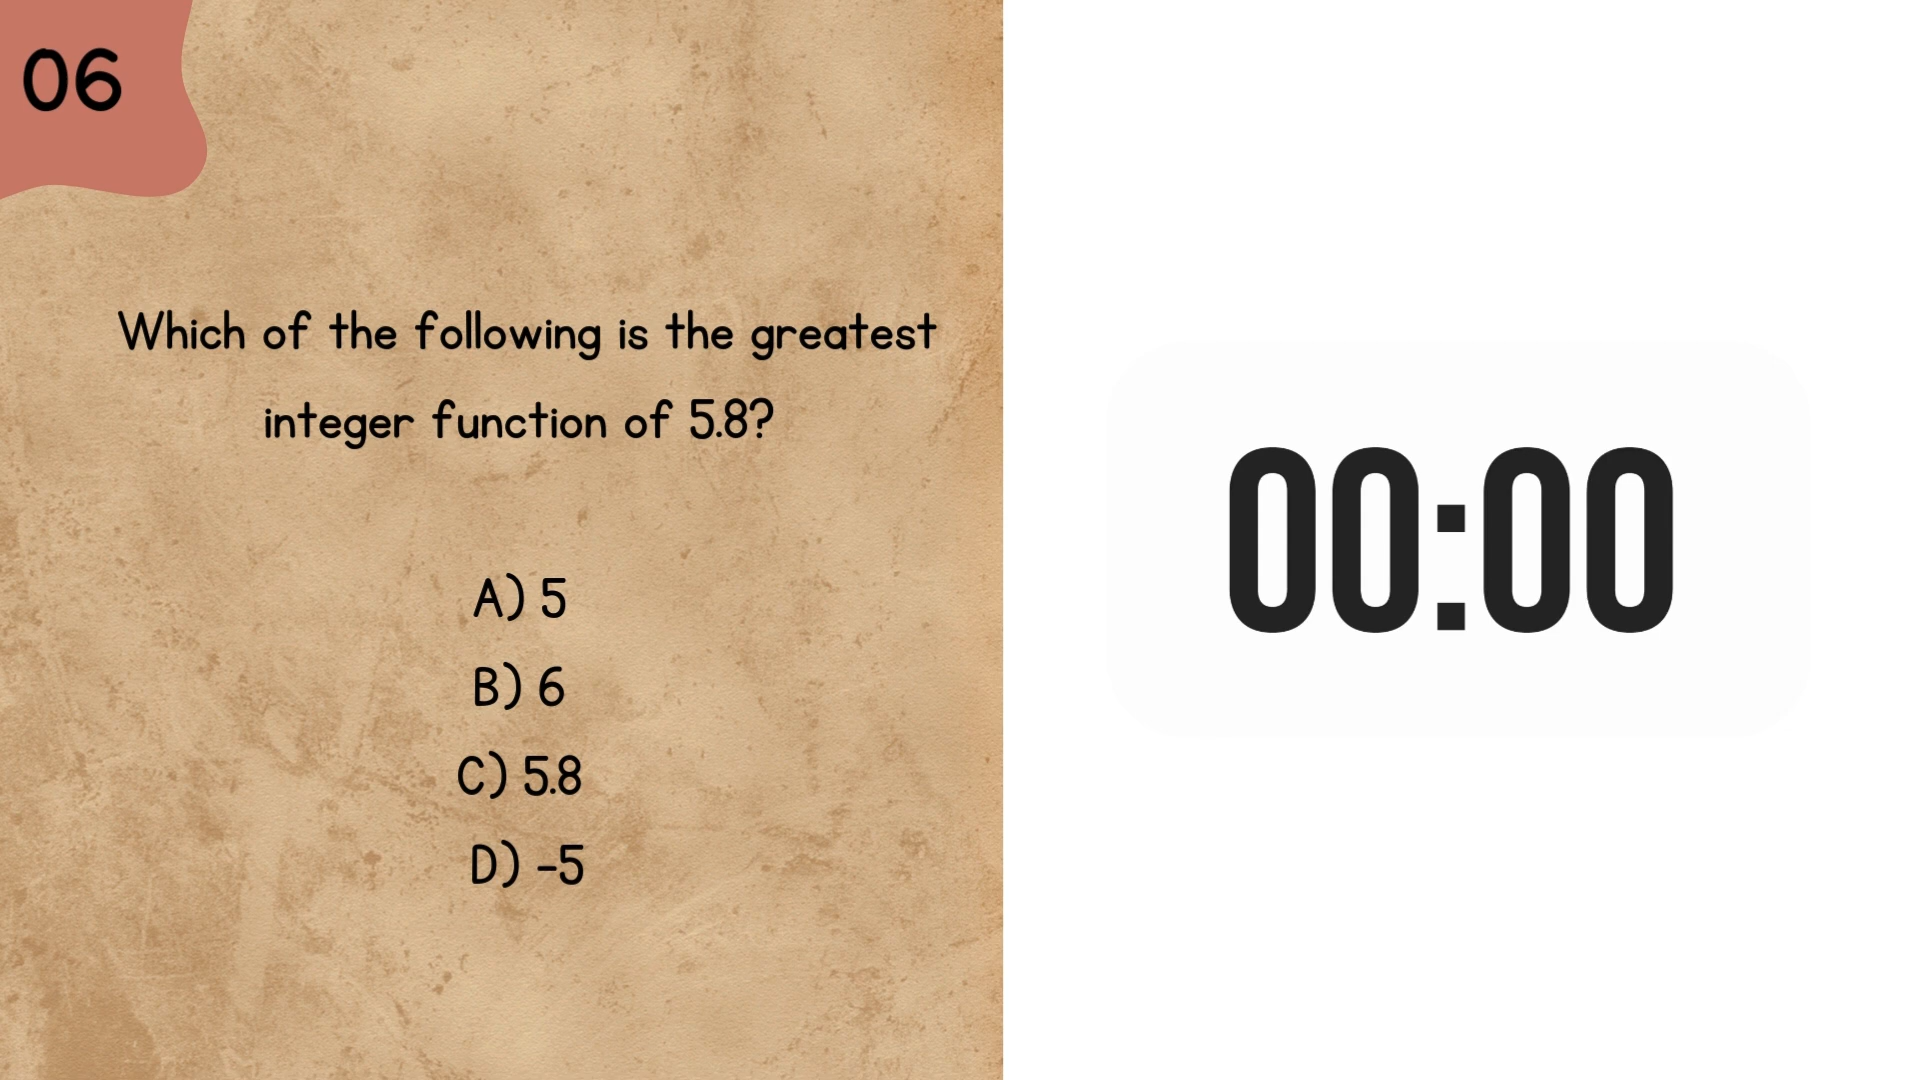 06
Which of the following is the greatest
integer function of 5.8?
A) 5
B) 6
C) 5.8
D) -5
00:00